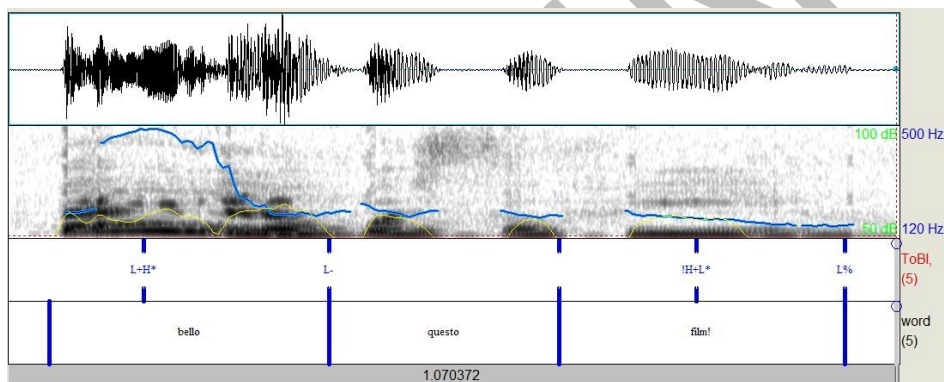 100 dB 500 Hz
50 dB 120 Hz
L+H* L- !H+L* L% ToBI,
(5)
bello questo film! word
(5)
1.070372